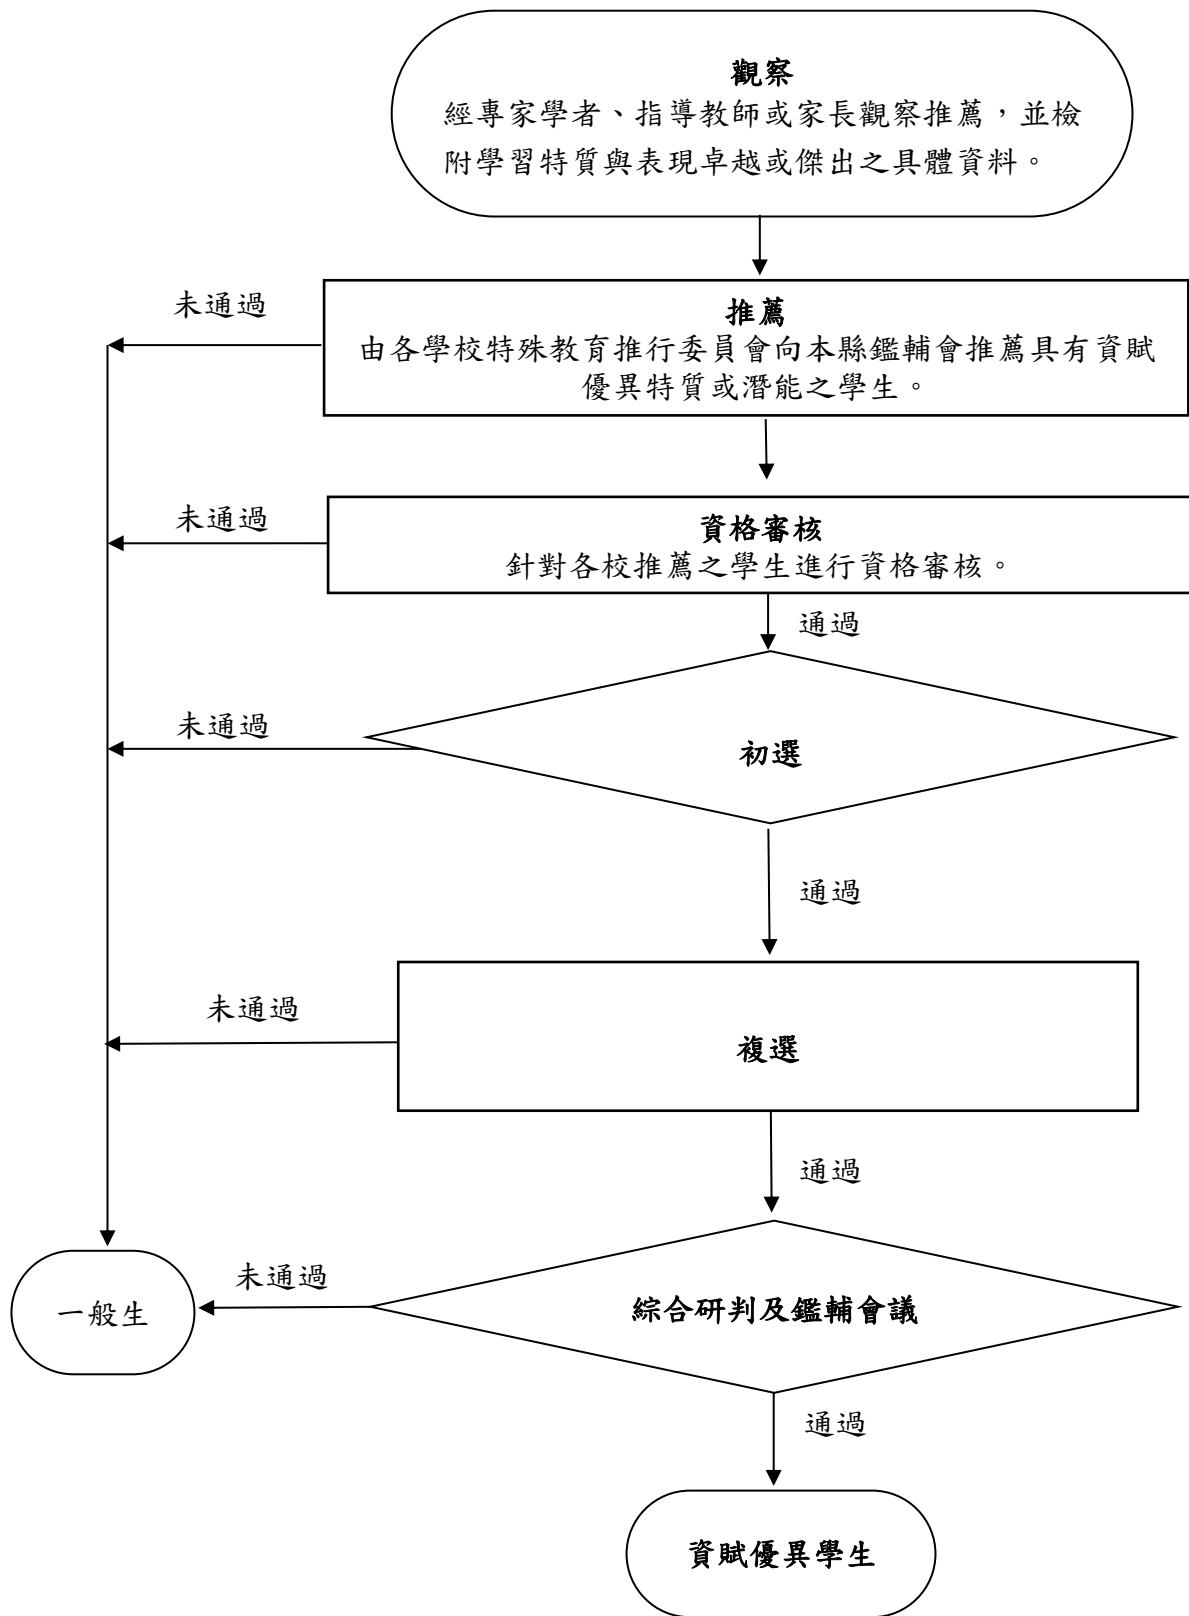 觀察
經專家學者、指導教師或家長觀察推薦，並檢
附學習特質與表現卓越或傑出之具體資料。
未通過
推薦
由各學校特殊教育推行委員會向本縣鑑輔會推薦具有資賦
優異特質或潛能之學生。
未通過
資格審核
針對各校推薦之學生進行資格審核。
通過
未通過
初選
通過
未通過
複選
通過
未通過
一般生
綜合研判及鑑輔會議
通過
資賦優異學生